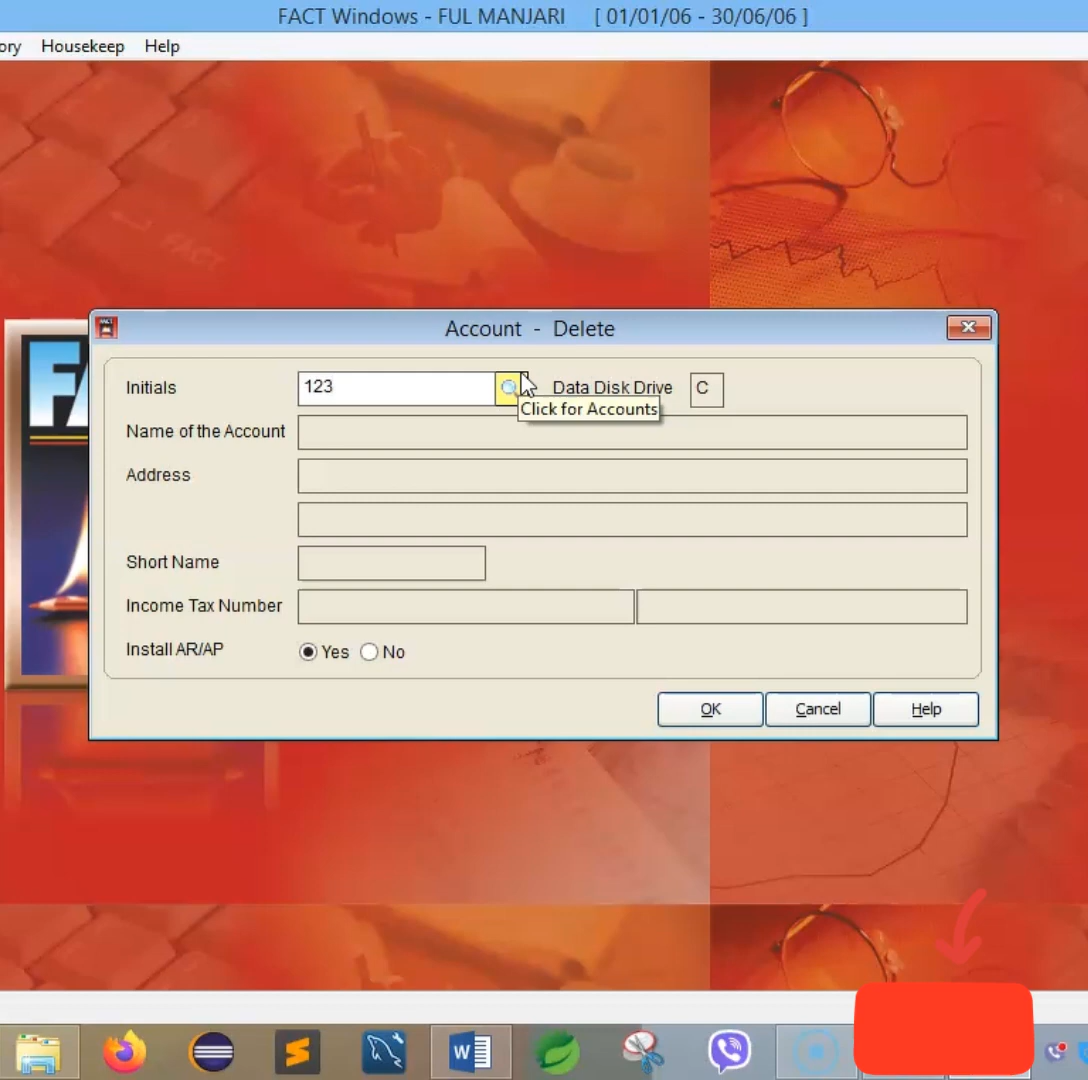 FACT Windows - FUL MANJARI [ 01/01/06 - 30/06/06 ]
ory Housekeep Help
Account - Delete
Initials 123 Data Disk Drive C
Click for Accounts
Name of the Account
Address
Short Name
Income Tax Number
Install AR/AP Yes No
OK Cancel Help
FACT
FA
W